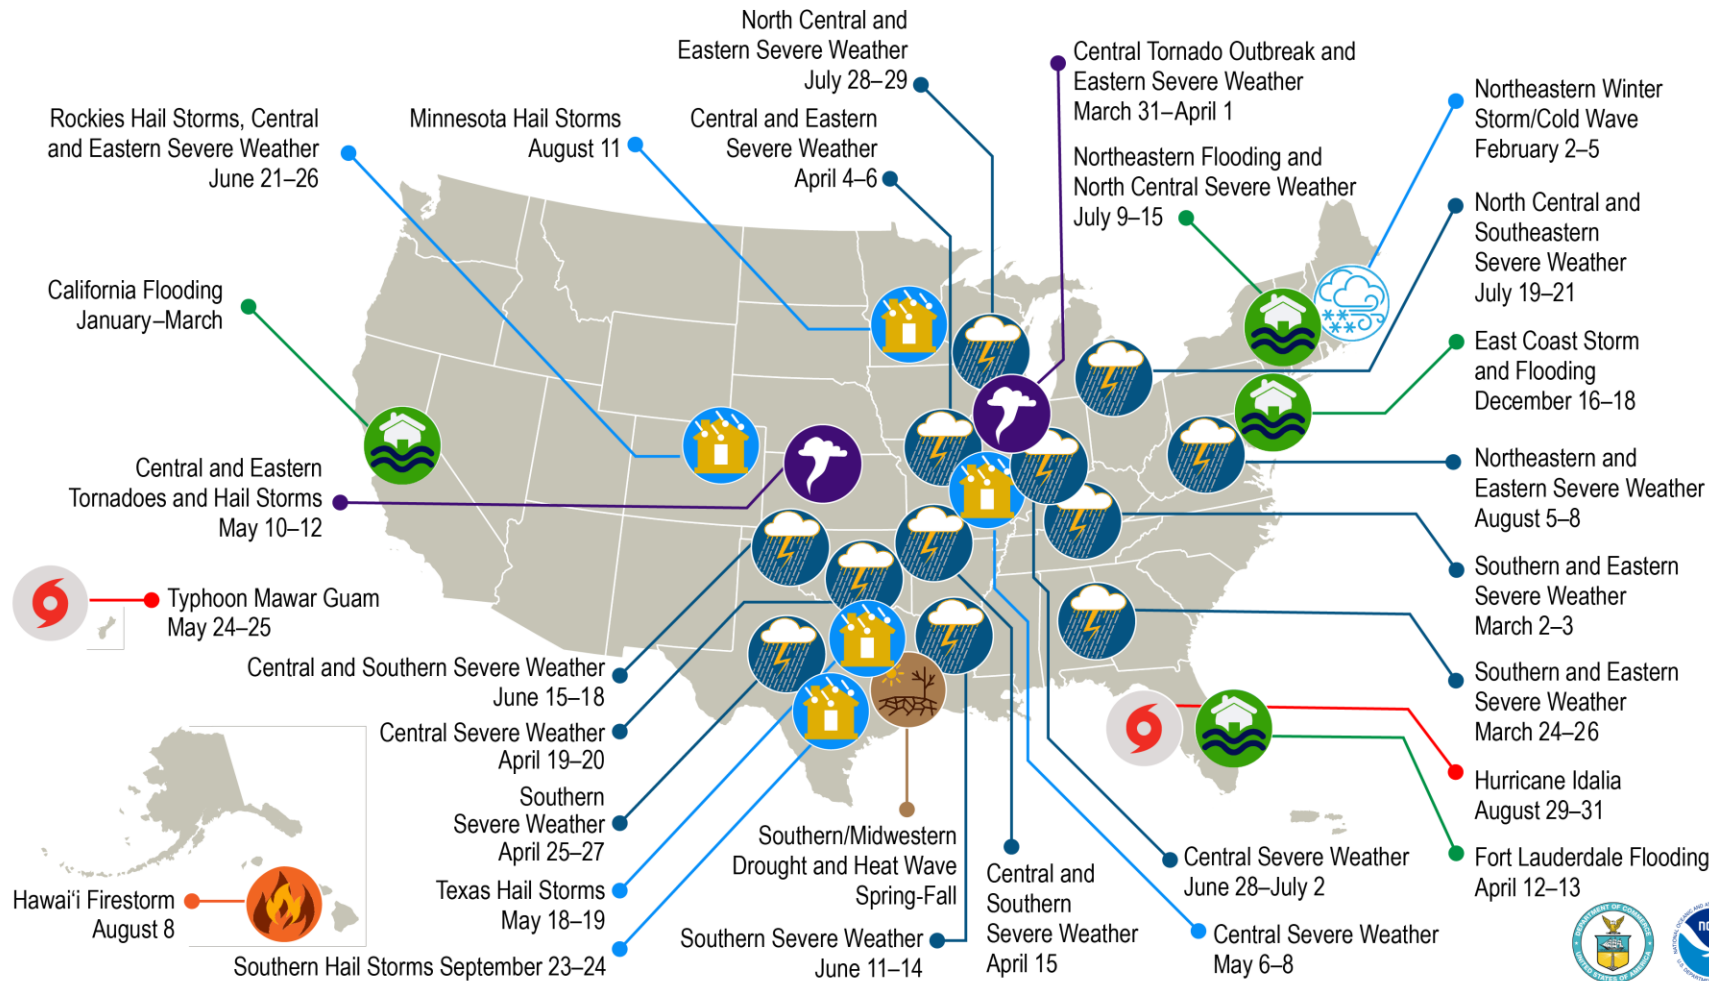 North Central and
Eastern Severe Weather
July 28–29
Central Tornado Outbreak and
Eastern Severe Weather
March 31–April 1
Northeastern Winter
Storm/Cold Wave
February 2–5
Rockies Hail Storms, Central
and Eastern Severe Weather
June 21–26
Minnesota Hail Storms
August 11
Central and Eastern
Severe Weather
April 4–6
Northeastern Flooding and
North Central Severe Weather
July 9–15
North Central and
Southeastern
Severe Weather
July 19–21
California Flooding
January–March
East Coast Storm
and Flooding
December 16–18
Central and Eastern
Tornadoes and Hail Storms
May 10–12
Northeastern and
Eastern Severe Weather
August 5–8
Typhoon Mawar Guam
May 24–25
Southern and Eastern
Severe Weather
March 2–3
Central and Southern Severe Weather
June 15–18
Southern and Eastern
Severe Weather
March 24–26
Central Severe Weather
April 19–20
Hurricane Idalia
August 29–31
Southern
Severe Weather
April 25–27
Southern/Midwestern
Drought and Heat Wave
Spring-Fall
Central and
Southern
Severe Weather
April 15
Central Severe Weather
June 28–July 2
Fort Lauderdale Flooding
April 12–13
Hawai‘i Firestorm
August 8
Texas Hail Storms
May 18–19
Southern Severe Weather
June 11–14
Central Severe Weather
May 6–8
Southern Hail Storms September 23–24
DEPARTMENT OF COMMERCE
UNITED STATES OF AMERICA